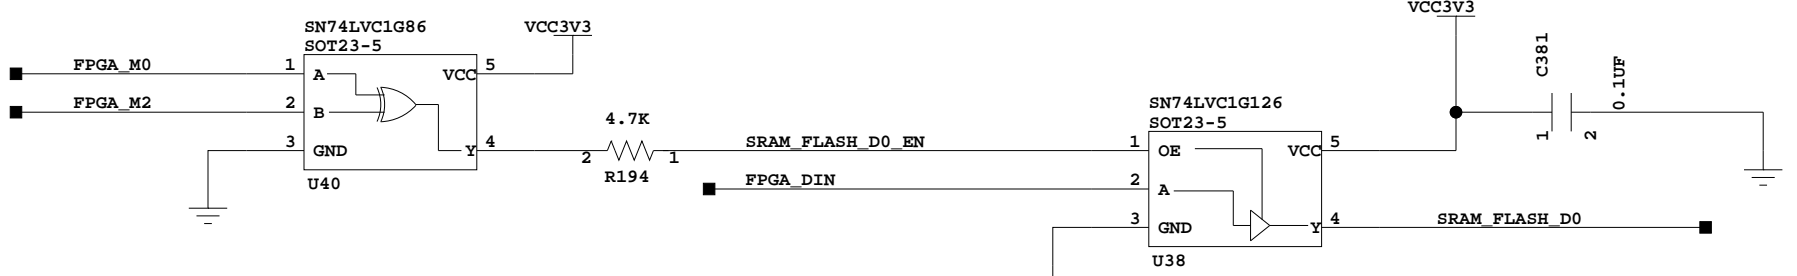 SN74LVC1G86
SOT23-5
VCC3V3
VCC3V3
FPGA_M0
1
A
VCC
5
FPGA_M2
2
B
3
GND
Y
4
U40
4.7K
2
1
R194
SRAM_FLASH_D0_EN
FPGA_DIN
SN74LVC1G126
SOT23-5
1
OE
VCC
5
2
A
3
GND
Y
4
U38
SRAM_FLASH_D0
C381
0.1UF
1
2